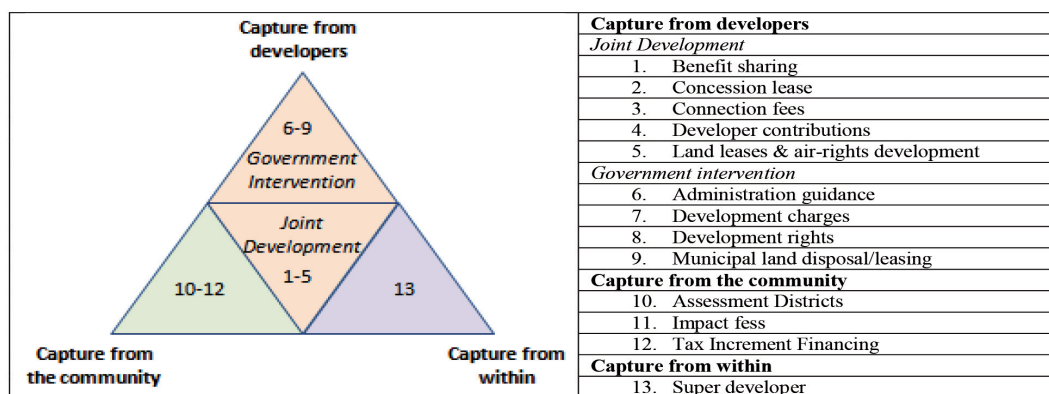 Capture from
developers
6-9
Government
Intervention
Joint
Development
1-5
10-12
13
Capture from
the community
Capture from
within
Capture from developers
Joint Development
1. Benefit sharing
2. Concession lease
3. Connection fees
4. Developer contributions
5. Land leases & air-rights development
Government intervention
6. Administration guidance
7. Development charges
8. Development rights
9. Municipal land disposal/leasing
Capture from the community
10. Assessment Districts
11. Impact fess
12. Tax Increment Financing
Capture from within
13. Super developer